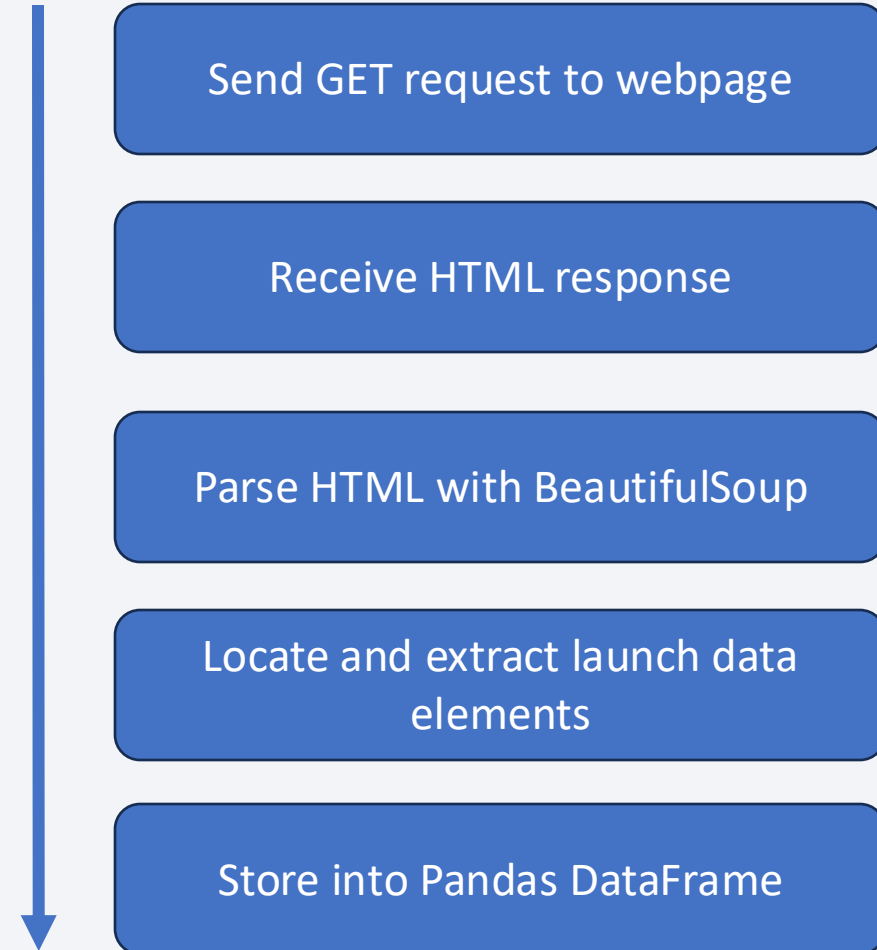 Send GET request to webpage
Receive HTML response
Parse HTML with BeautifulSoup
Locate and extract launch data
elements
Store into Pandas DataFrame